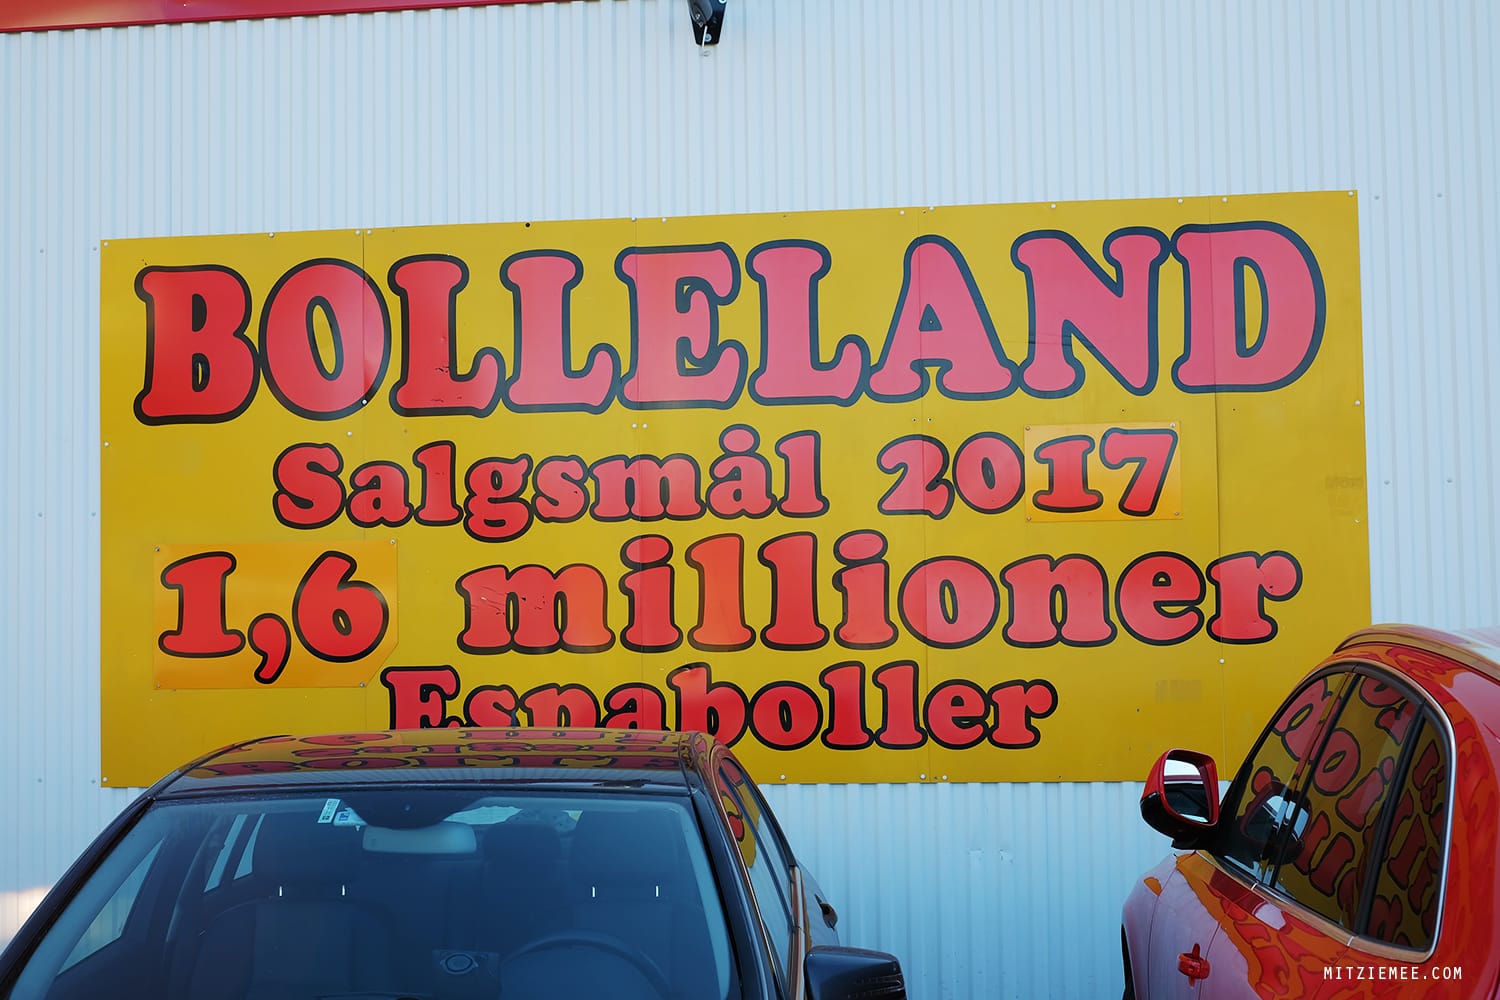 BOLLELAND
Salgsmål 2017
1,6 millioner
Espaboller
MITZIEMEE.COM